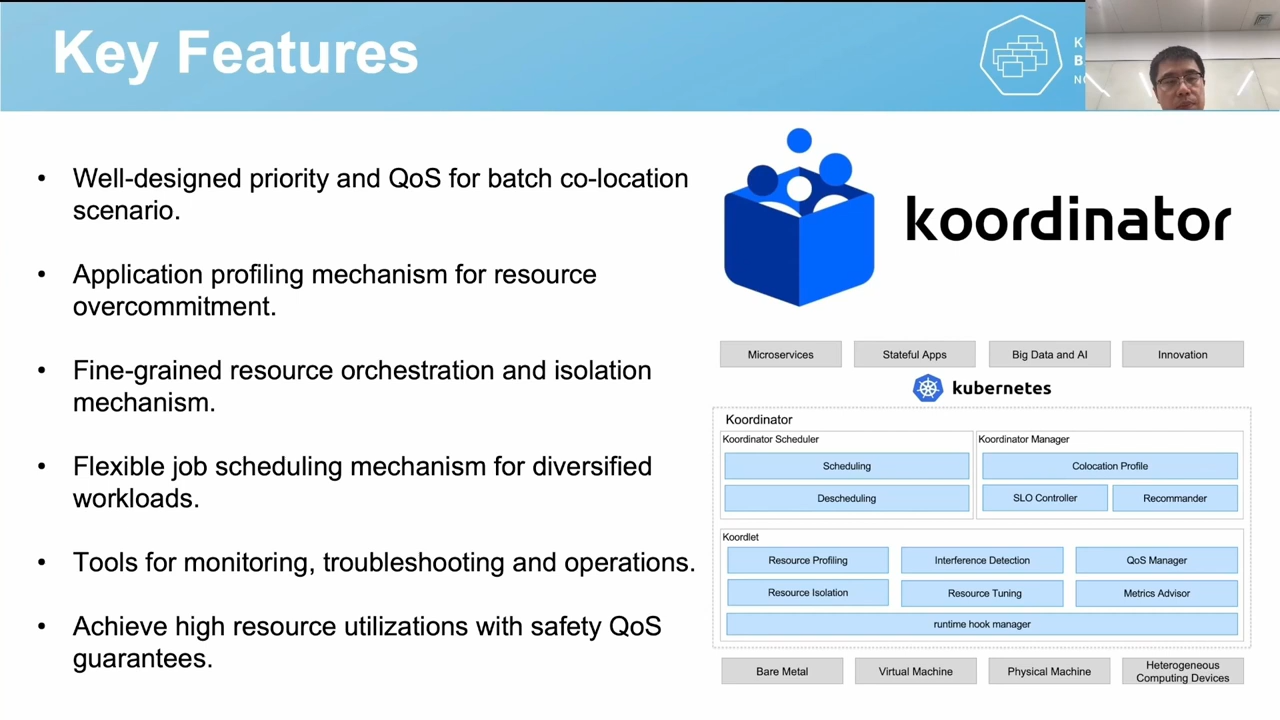 Key Features
K
B
• Well-designed priority and QoS for batch co-location
scenario.
• Application profiling mechanism for resource
overcommitment.
• Fine-grained resource orchestration and isolation
mechanism.
• Flexible job scheduling mechanism for diversified
workloads.
• Tools for monitoring, troubleshooting and operations.
• Achieve high resource utilizations with safety QoS
guarantees.
koordinator
Microservices
Stateful Apps
Big Data and AI
Innovation
kubernetes
Koordinator
Koordinator Scheduler
Scheduling
Descheduling
Koordinator Manager
Colocation Profile
SLO Controller
Recommander
Koordlet
Resource Profiling
Interference Detection
QoS Manager
Resource Isolation
Resource Tuning
Metrics Advisor
runtime hook manager
Bare Metal
Virtual Machine
Physical Machine
Heterogeneous
Computing Devices